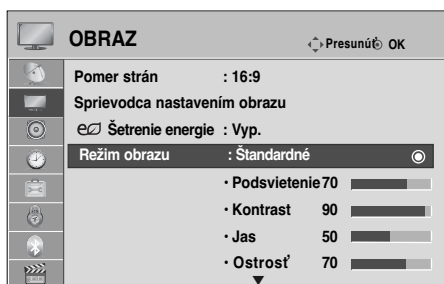 OBRAZ Presunúť OK
Pomer strán : 16:9
Sprievodca nastavením obrazu
Šetrenie energie : Vyp.
Režim obrazu : Štandardné
• Podsvietenie 70
• Kontrast 90
• Jas 50
• Ostrosť 70